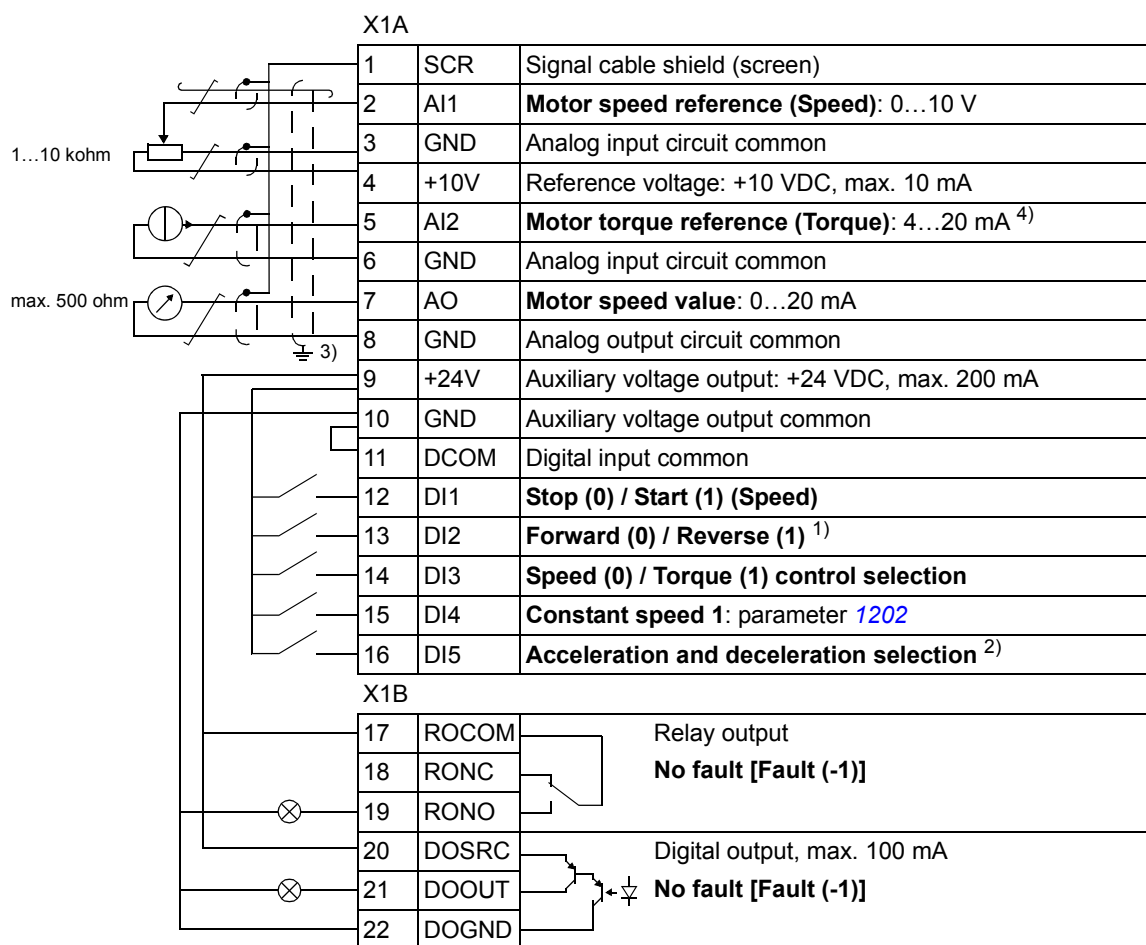 X1A
1 SCR Signal cable shield (screen)
2 AI1 Motor speed reference (Speed): 0…10 V
1…10 kohm
3 GND Analog input circuit common
4 +10V Reference voltage: +10 VDC, max. 10 mA
5 AI2 Motor torque reference (Torque): 4…20 mA 4)
6 GND Analog input circuit common
max. 500 ohm
7 AO Motor speed value: 0…20 mA
8 GND Analog output circuit common
3)
9 +24V Auxiliary voltage output: +24 VDC, max. 200 mA
10 GND Auxiliary voltage output common
11 DCOM Digital input common
12 DI1 Stop (0) / Start (1) (Speed)
13 DI2 Forward (0) / Reverse (1) 1)
14 DI3 Speed (0) / Torque (1) control selection
15 DI4 Constant speed 1: parameter 1202
16 DI5 Acceleration and deceleration selection 2)
X1B
17 ROCOM Relay output
18 RONC No fault [Fault (-1)]
19 RONO
20 DOSRC Digital output, max. 100 mA
21 DOOUT No fault [Fault (-1)]
22 DOGND